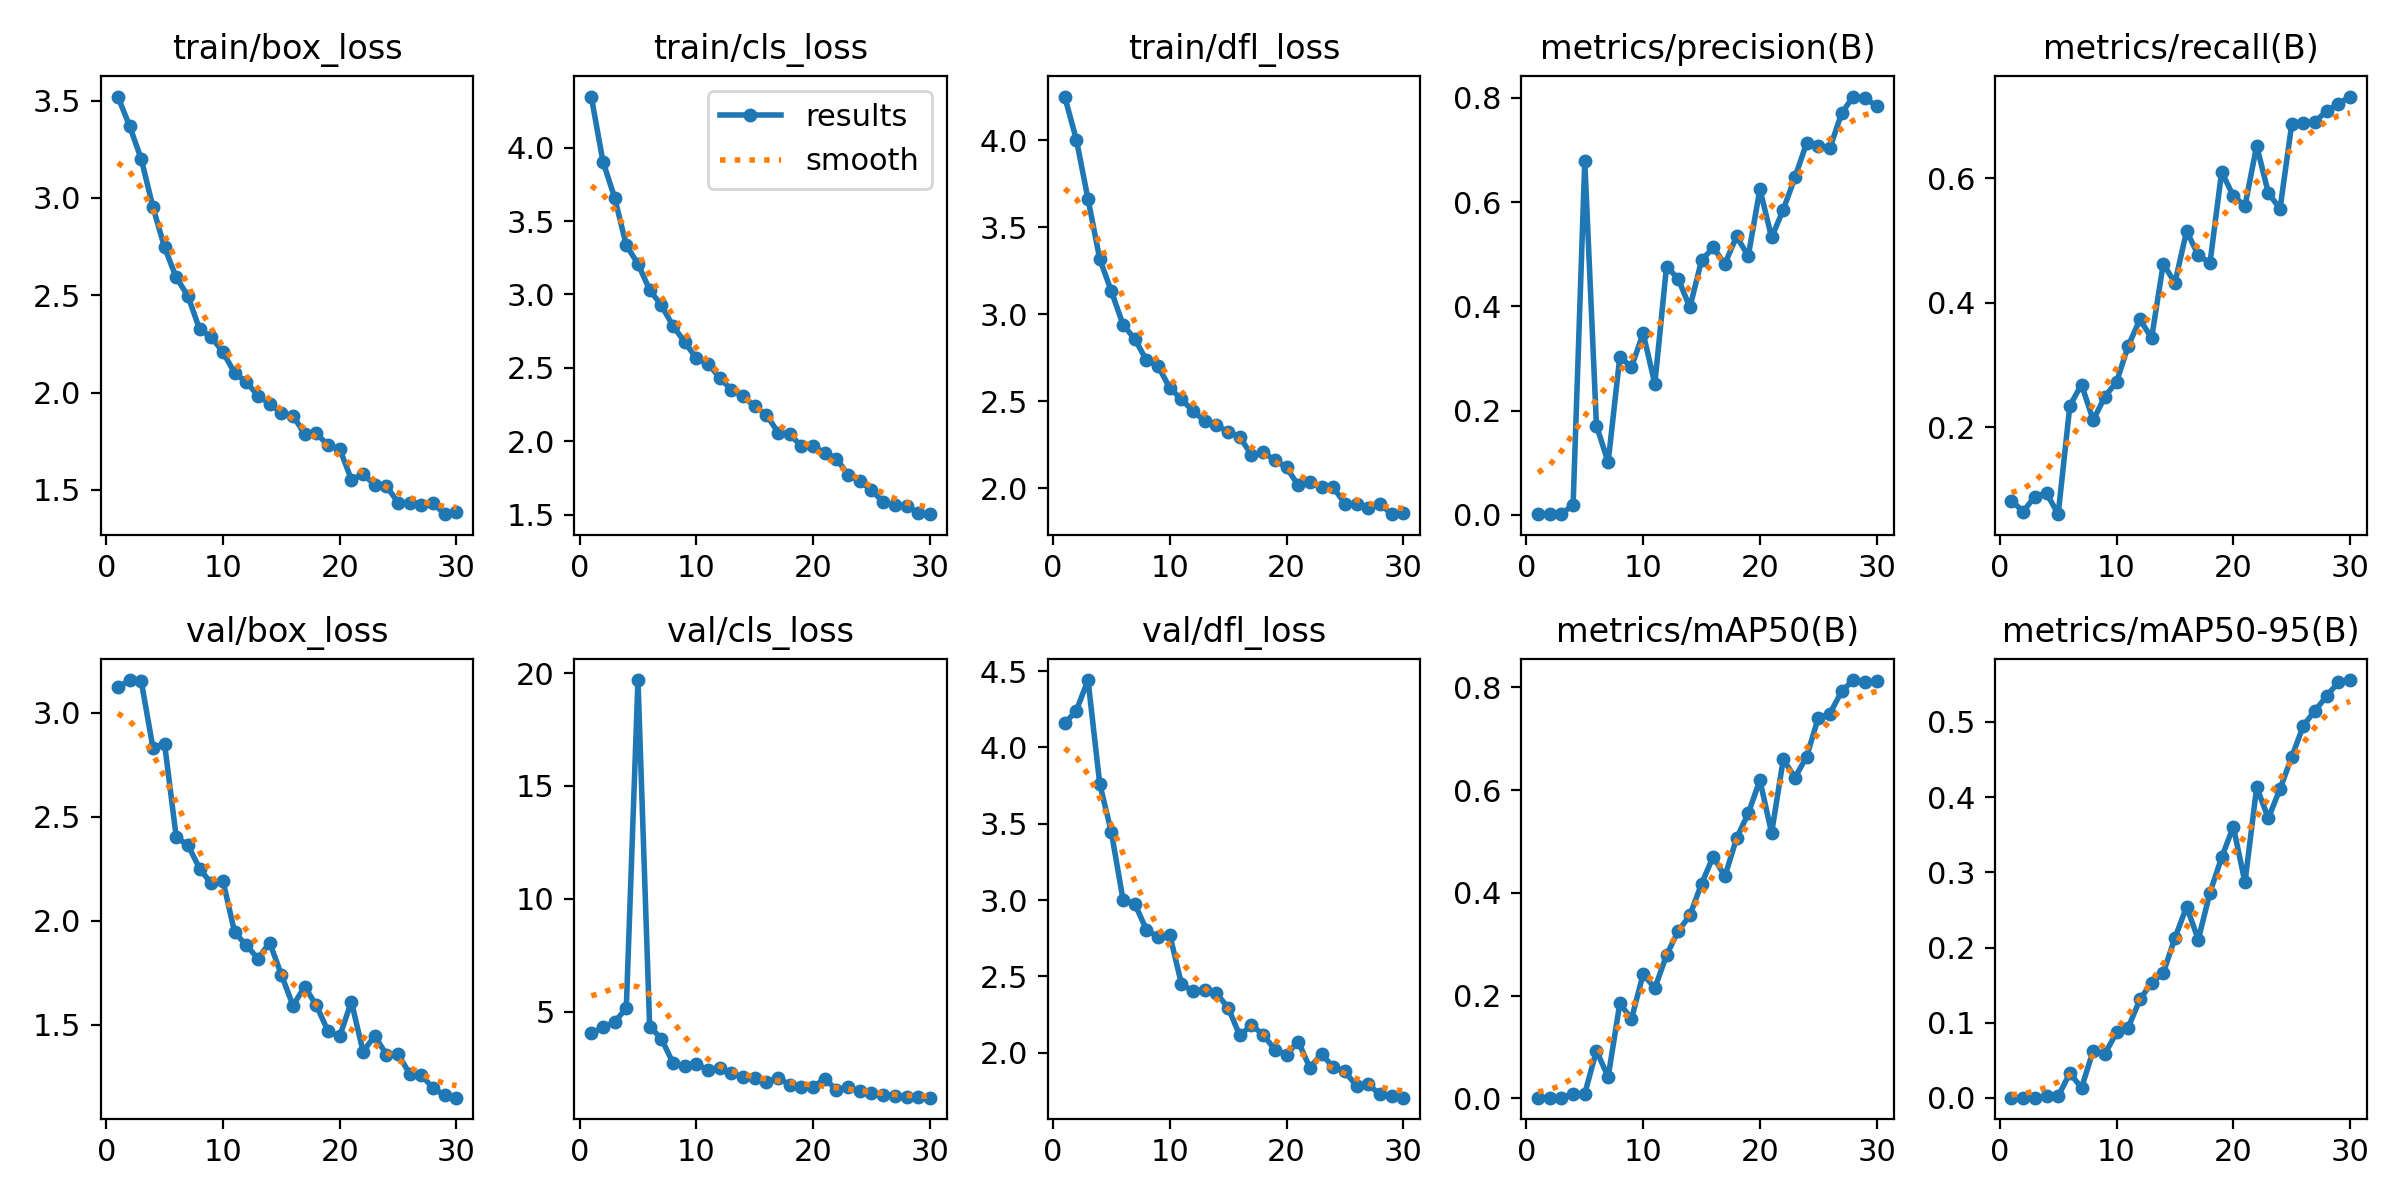 train/box_loss
train/cls_loss
train/dfl_loss
metrics/precision(B)
metrics/recall(B)
3.5
3.0
2.5
2.0
1.5
0 10 20 30
results
smooth
4.0
3.5
3.0
2.5
2.0
1.5
0 10 20 30
4.0
3.5
3.0
2.5
2.0
0 10 20 30
0.8
0.6
0.4
0.2
0.0
0 10 20 30
0.6
0.4
0.2
0 10 20 30
val/box_loss
val/cls_loss
val/dfl_loss
metrics/mAP50(B)
metrics/mAP50-95(B)
3.0
2.5
2.0
1.5
0 10 20 30
20
15
10
5
0 10 20 30
4.5
4.0
3.5
3.0
2.5
2.0
0 10 20 30
0.8
0.6
0.4
0.2
0.0
0 10 20 30
0.5
0.4
0.3
0.2
0.1
0.0
0 10 20 30